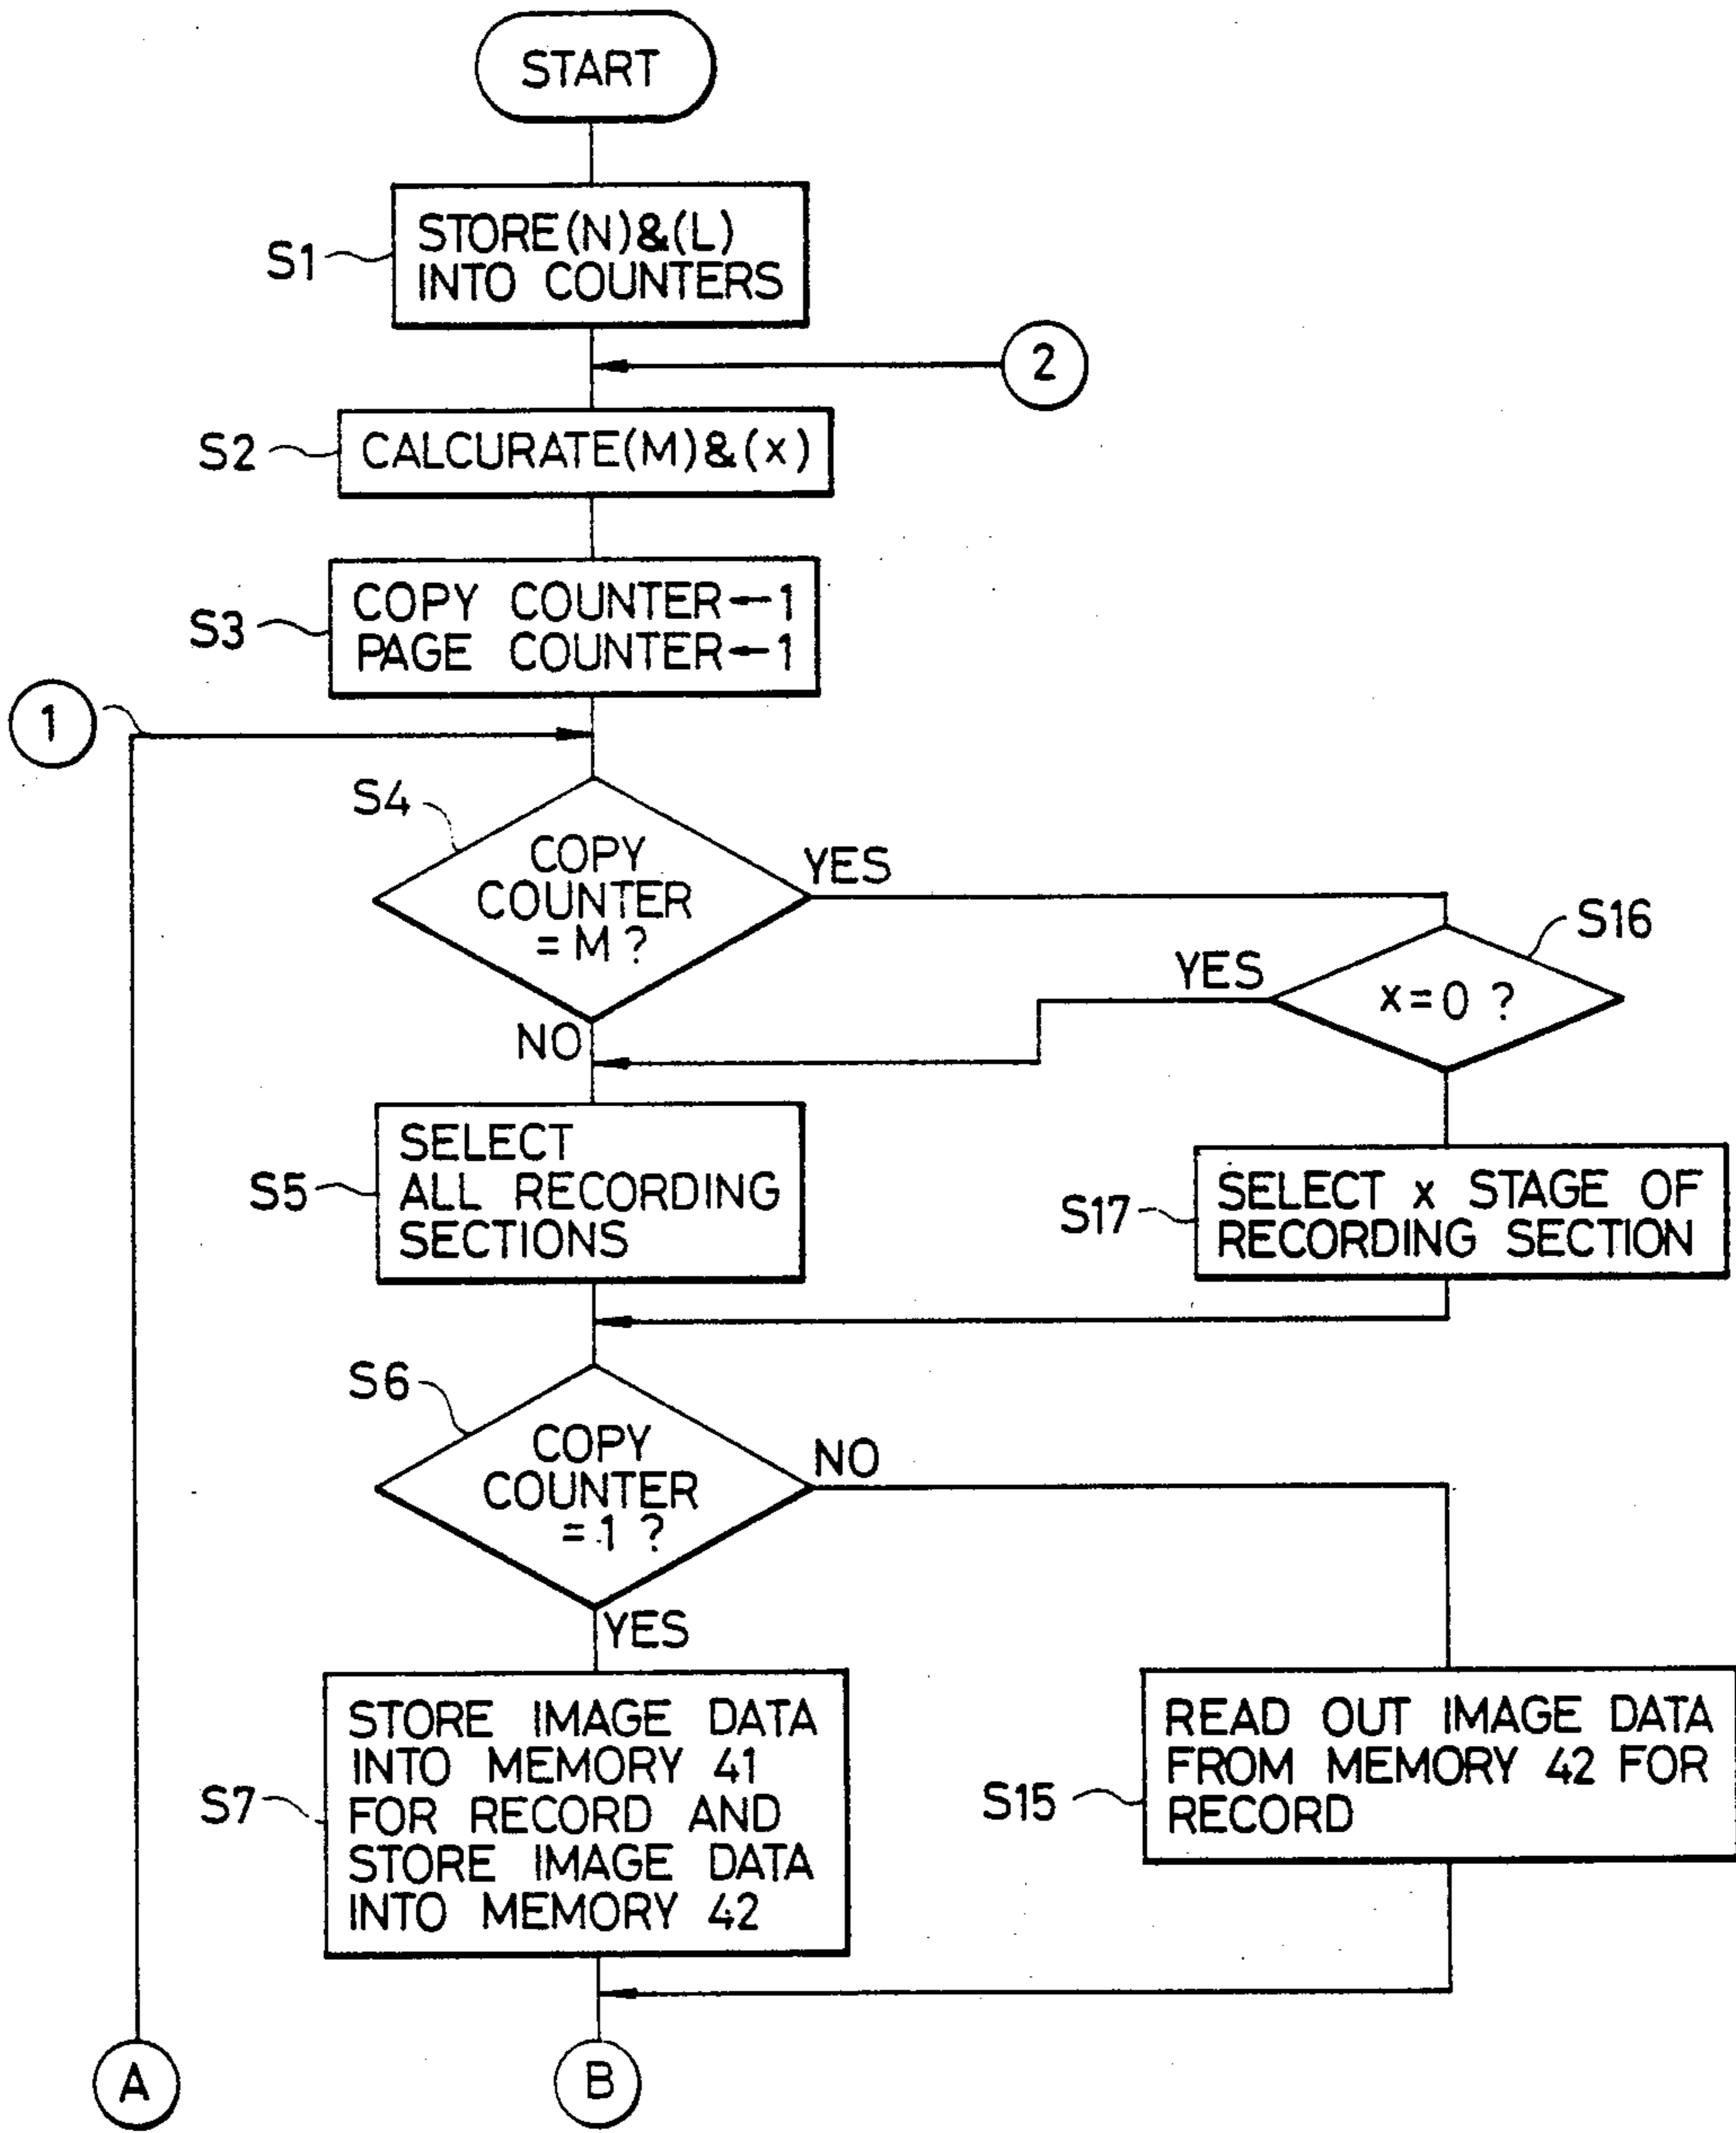 START
S1
STORE(N)&(L)
INTO COUNTERS
2
S2
CALCURATE(M)&(x)
S3
COPY COUNTER←1
PAGE COUNTER←1
1
S4
COPY
COUNTER
=M?
YES
NO
S16
x=0 ?
YES
S5
SELECT
ALL RECORDING
SECTIONS
S17
SELECT x STAGE OF
RECORDING SECTION
S6
COPY
COUNTER
=1 ?
NO
YES
S7
STORE IMAGE DATA
INTO MEMORY 41
FOR RECORD AND
STORE IMAGE DATA
INTO MEMORY 42
S15
READ OUT IMAGE DATA
FROM MEMORY 42 FOR
RECORD
A
B